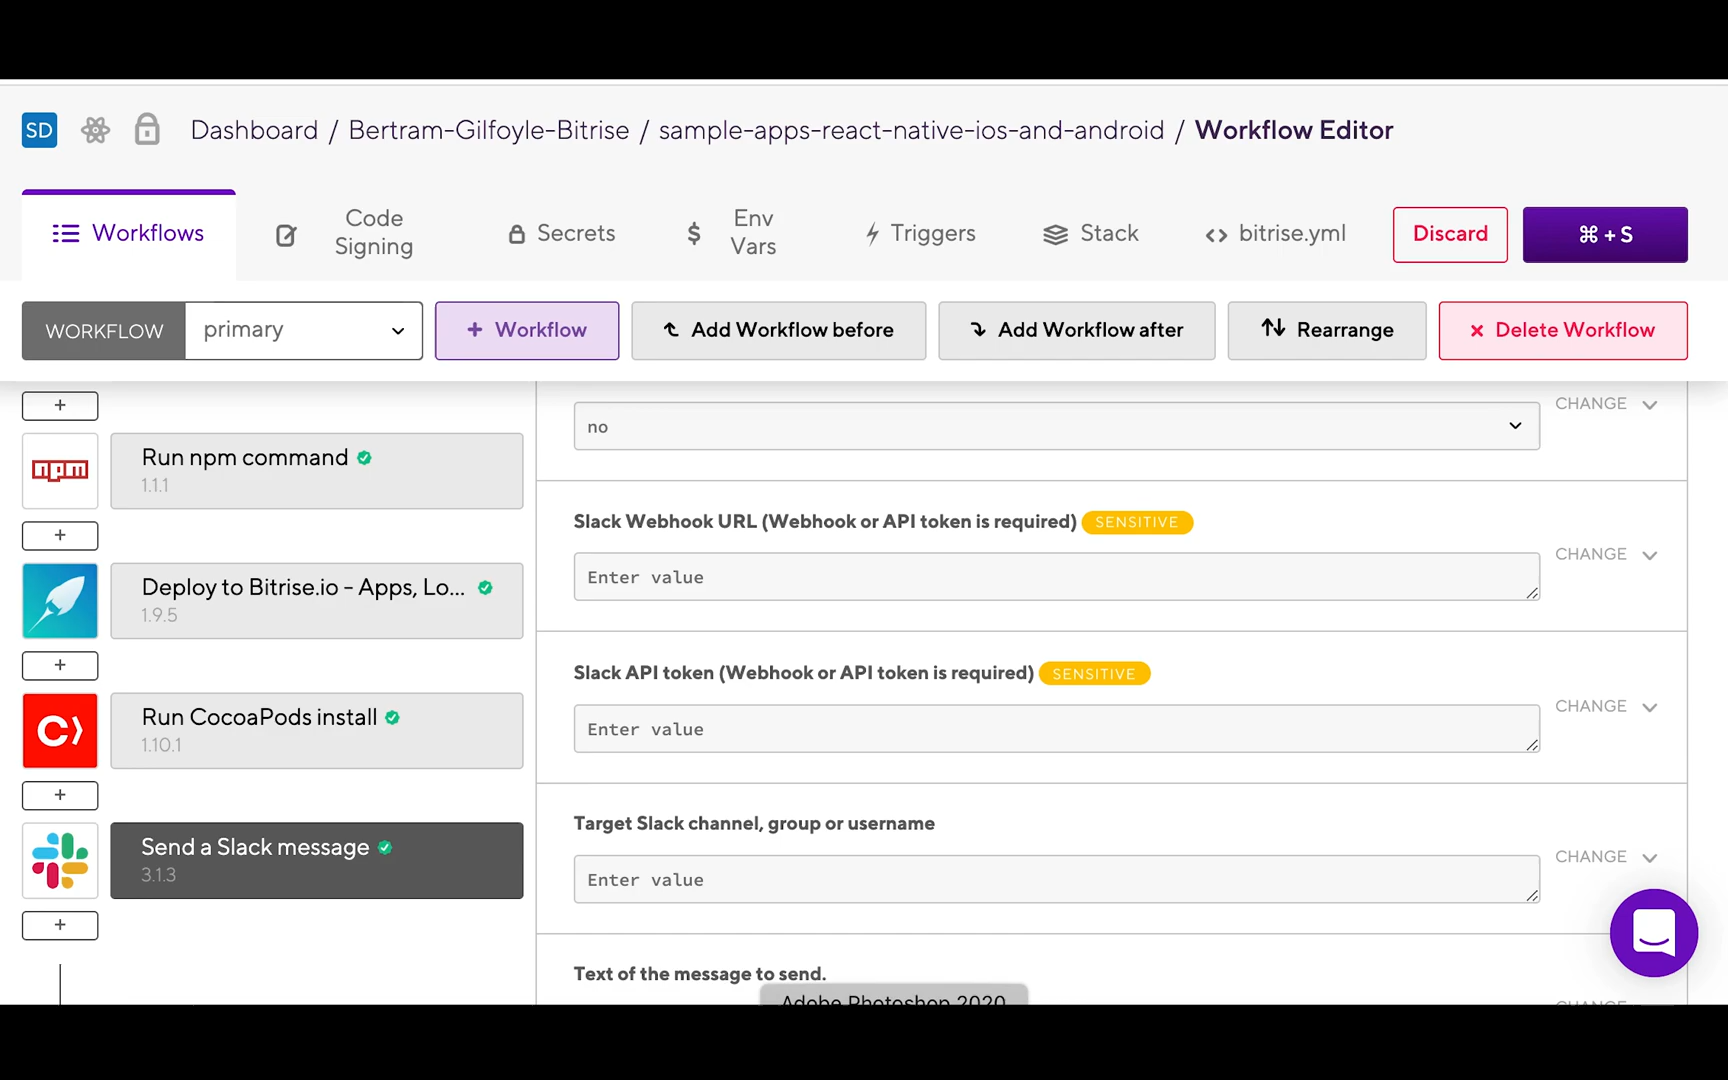 SD Dashboard / Bertram-Gilfoyle-Bitrise / sample-apps-react-native-ios-and-android / Workflow Editor
Workflows
Code
Signing
Secrets
$ Env
Vars
Triggers
Stack
<> bitrise.yml
Discard
⌘ + S
WORKFLOW primary
+ Workflow
Add Workflow before
Add Workflow after
Rearrange
× Delete Workflow
+
npm
Run npm command
1.1.1
+
Deploy to Bitrise.io - Apps, Lo...
1.9.5
+
Run CocoaPods install
1.10.1
+
Send a Slack message
3.1.3
+
no
CHANGE
Slack Webhook URL (Webhook or API token is required) SENSITIVE
Enter value
CHANGE
Slack API token (Webhook or API token is required) SENSITIVE
Enter value
CHANGE
Target Slack channel, group or username
Enter value
CHANGE
Text of the message to send.
CHANGE
Adobe Photoshop 2020